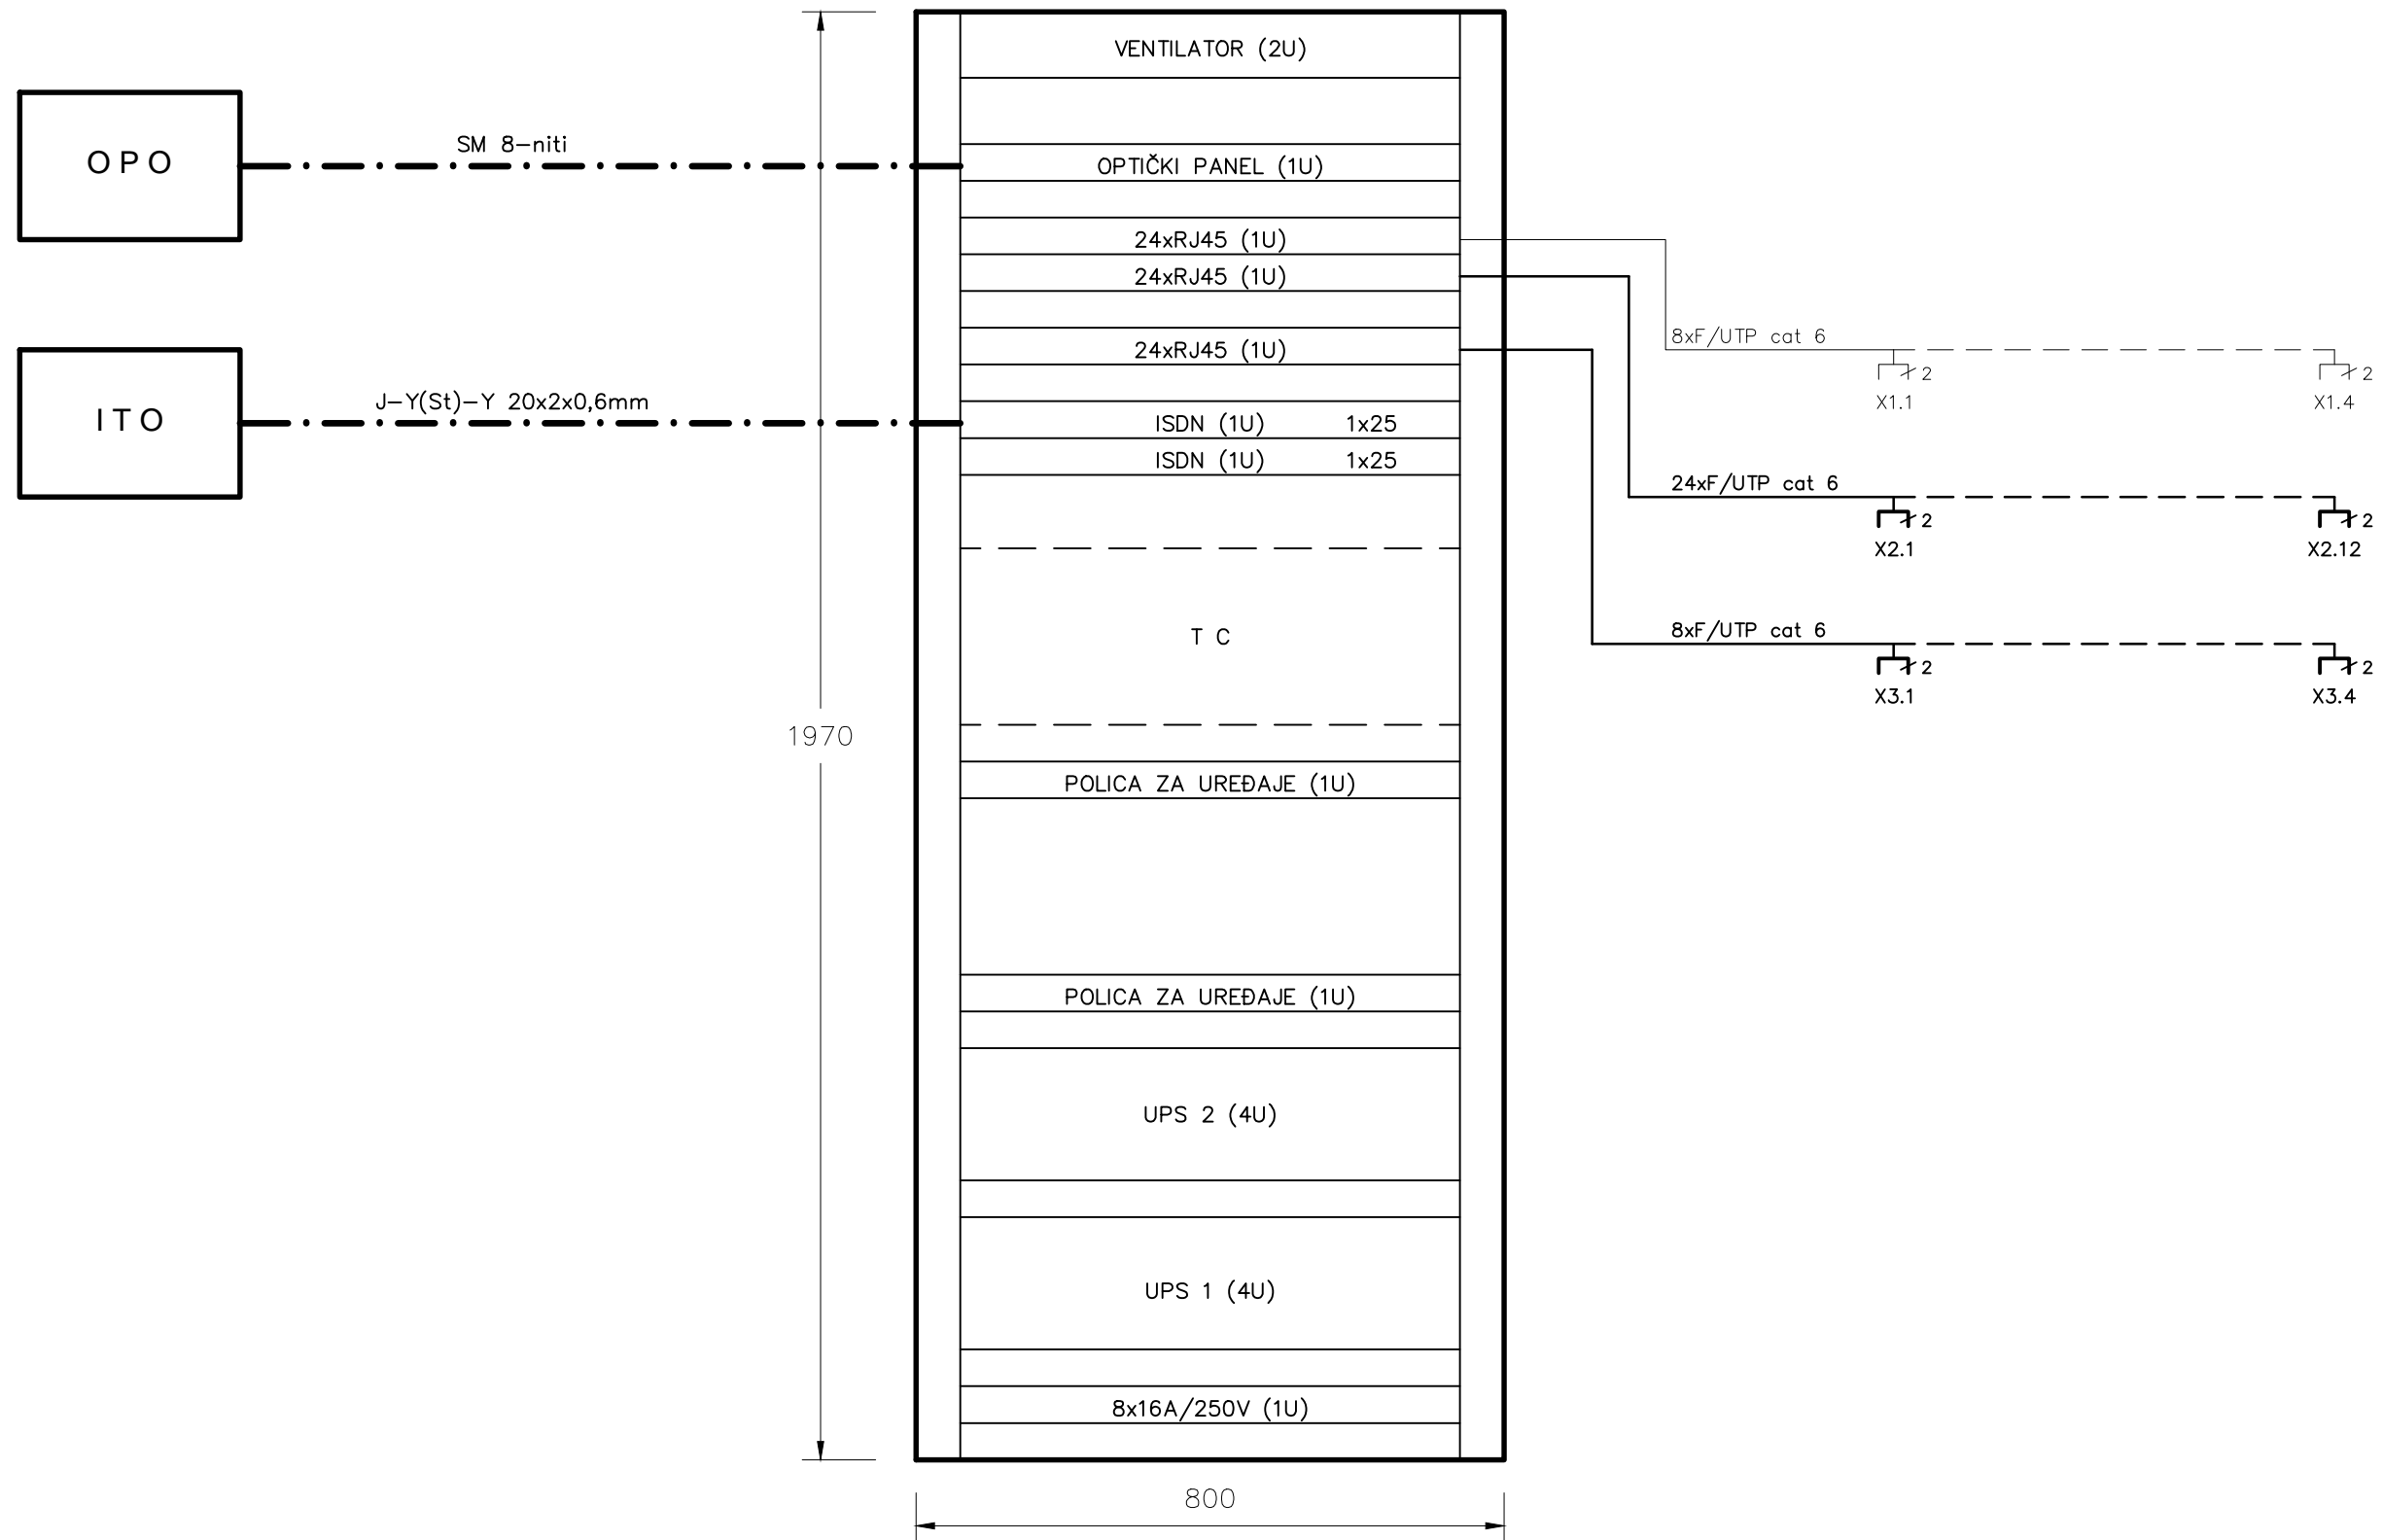 VENTILATOR (2U)
OPO
SM 8-niti
OPTIČKI PANEL (1U)
24xRJ45 (1U)
24xRJ45 (1U)
24xRJ45 (1U)
8xF/UTP cat 6
2
2
X1.1
X1.4
ITO
J-Y(St)-Y 20x2x0,6mm
ISDN (1U) 1x25
ISDN (1U) 1x25
24xF/UTP cat 6
2
2
X2.1
X2.12
T C
8xF/UTP cat 6
2
2
X3.1
X3.4
1970
POLICA ZA UREĐAJE (1U)
POLICA ZA UREĐAJE (1U)
UPS 2 (4U)
UPS 1 (4U)
8x16A/250V (1U)
800